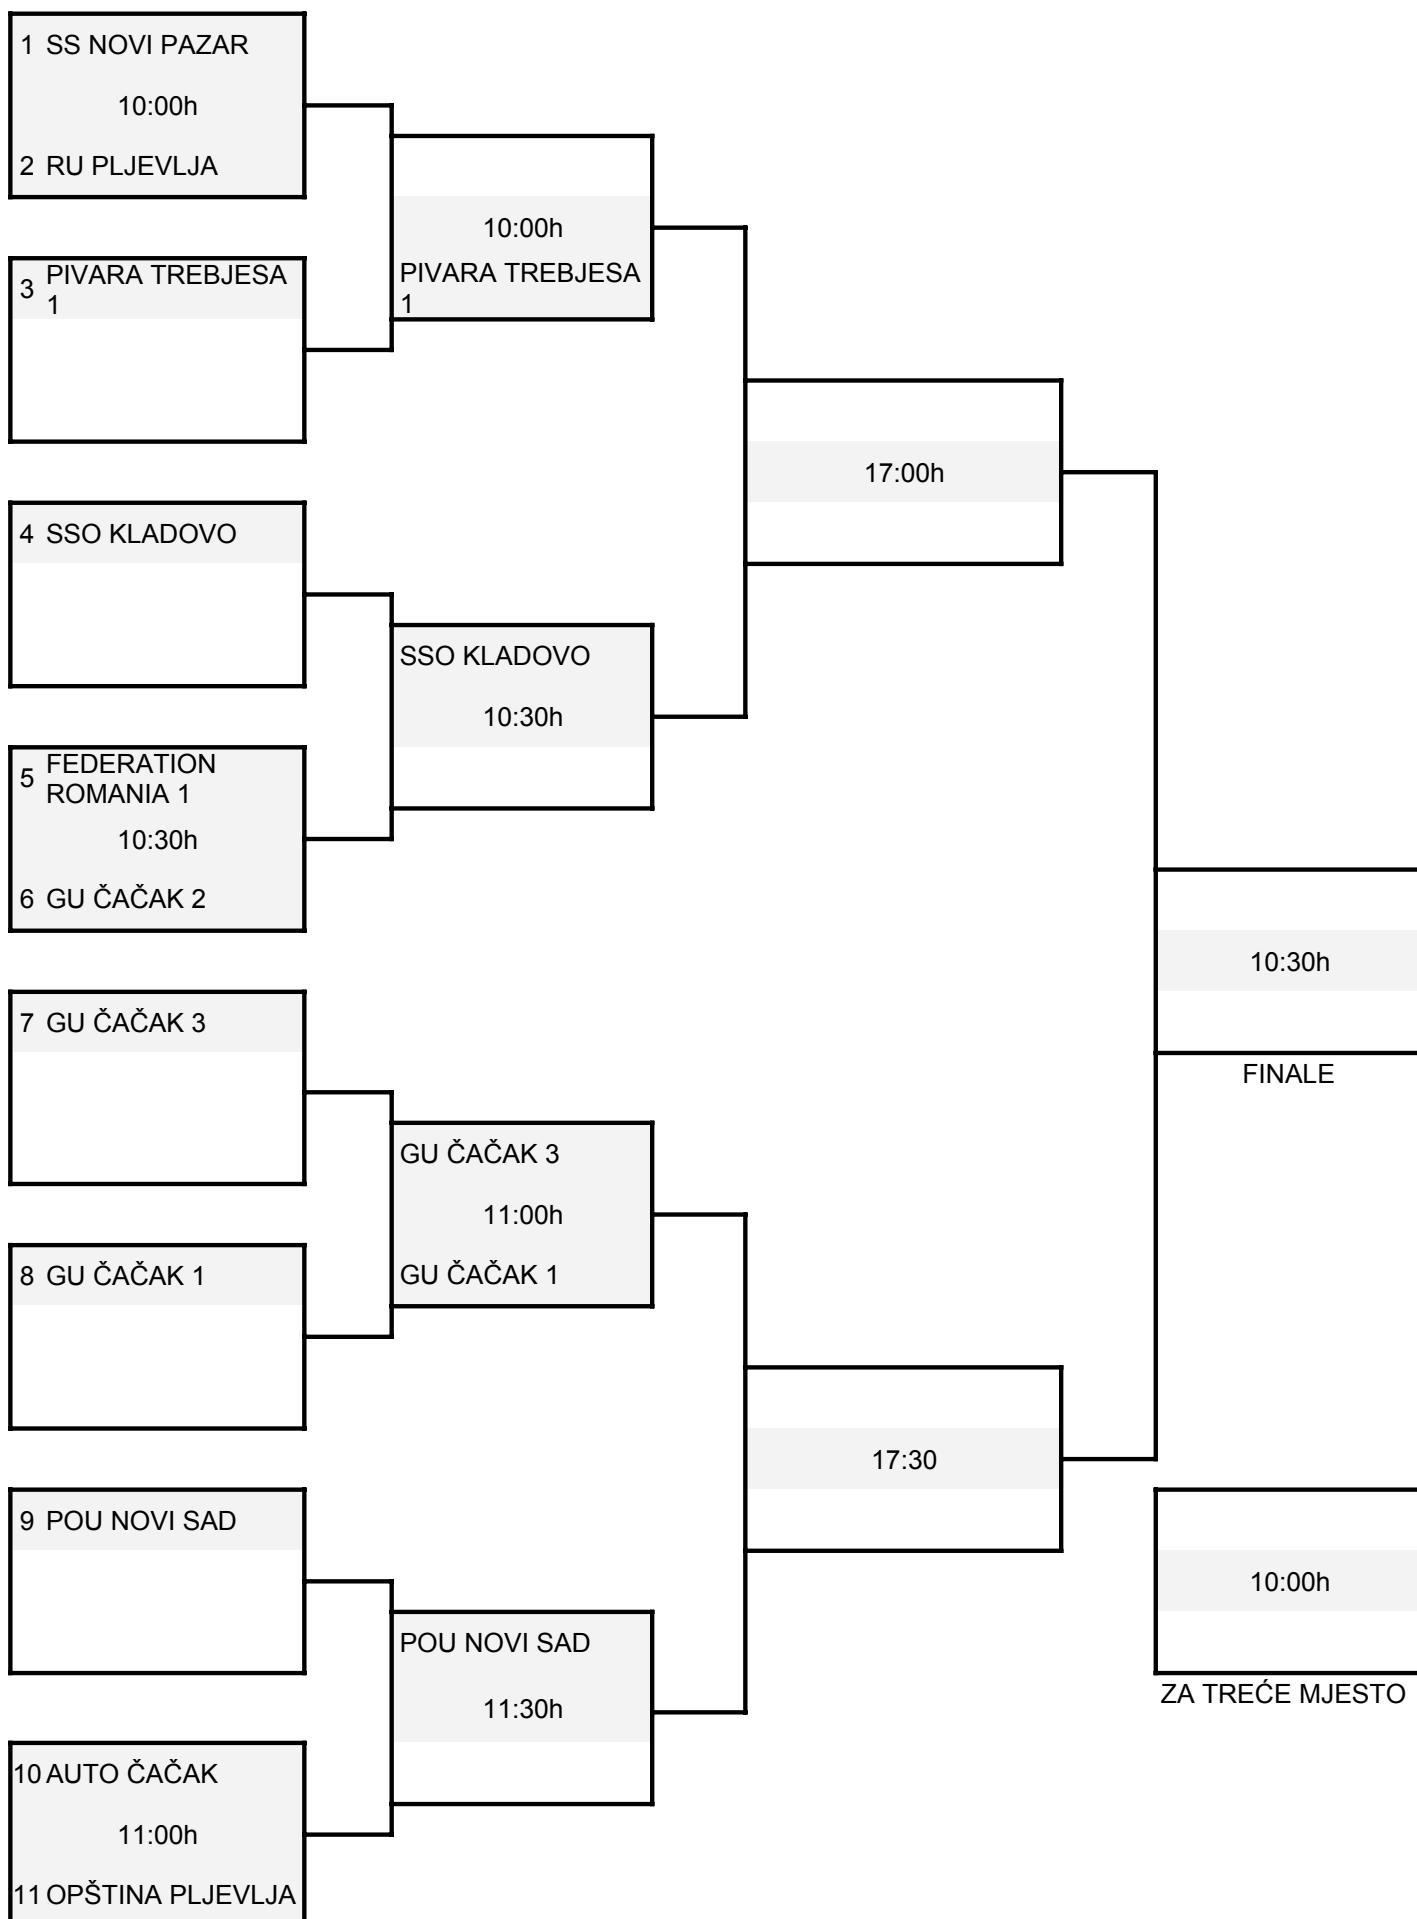 1 SS NOVI PAZAR
10:00h
2 RU PLJEVLJA
3 PIVARA TREBJESA
1
4 SSO KLADOVO
5 FEDERATION
ROMANIA 1
10:30h
6 GU ČAČAK 2
7 GU ČAČAK 3
8 GU ČAČAK 1
9 POU NOVI SAD
10 AUTO ČAČAK
11:00h
11 OPŠTINA PLJEVLJA
10:00h
PIVARA TREBJESA
1
SSO KLADOVO
10:30h
GU ČAČAK 3
11:00h
GU ČAČAK 1
POU NOVI SAD
11:30h
17:00h
17:30
10:30h
FINALE
10:00h
ZA TREĆE MJESTO